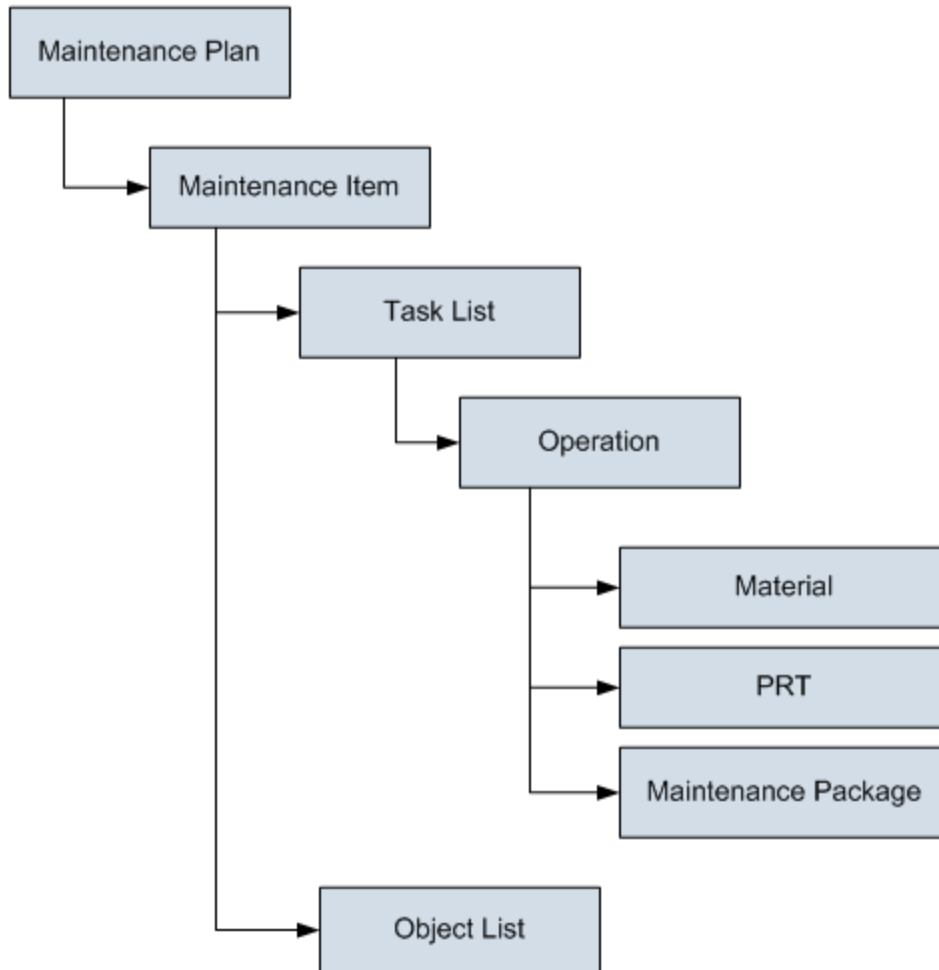 Maintenance Plan
Maintenance Item
Task List
Operation
Material
PRT
Maintenance Package
Object List